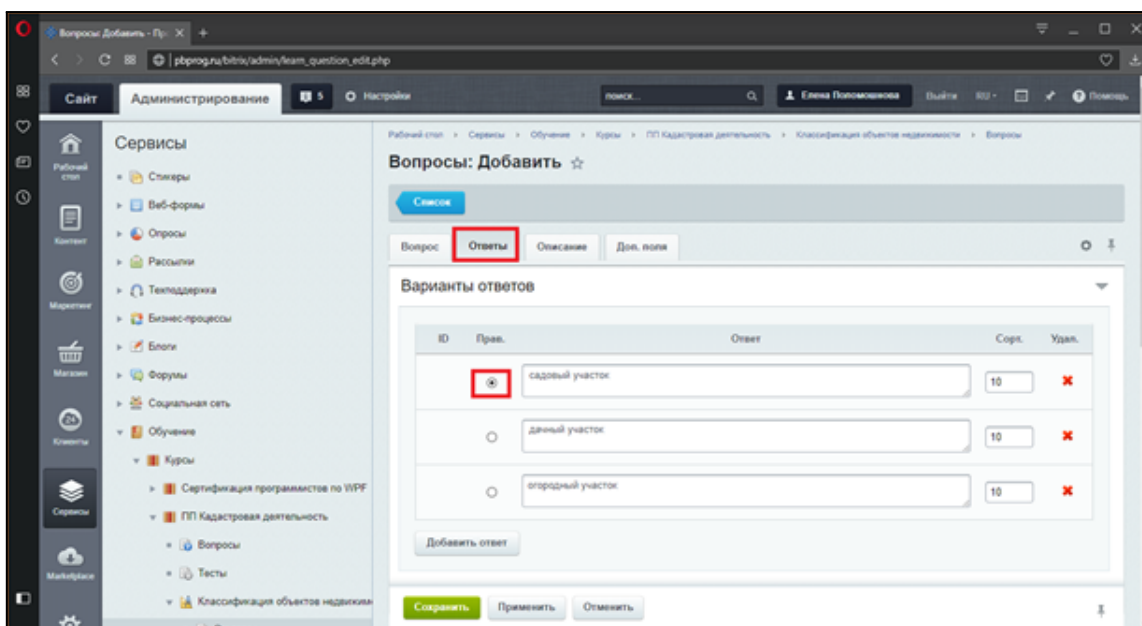 Вопросы: Добавить - Пр
pbprog.ru/bitrix/admin/learn_question_edit.php
Сайт
Администрирование
5
Настройки
поиск...
Елена Поломошнова
Выйти
RU
Помощь
Рабочий стол
Контент
Маркетинг
Магазин
24
Клиенты
Сервисы
Marketplace
Сервисы
Стикеры
Веб-формы
Опросы
Рассылки
Техподдержка
Бизнес-процессы
Блоги
Форумы
Социальная сеть
Обучение
Курсы
Сертификация программистов по WPF
ПП Кадастровая деятельность
Вопросы
Тесты
Классификация объектов недвижим
Рабочий стол > Сервисы > Обучение > Курсы > ПП Кадастровая деятельность > Классификация объектов недвижимости > Вопросы
Вопросы: Добавить
Список
Вопрос
Ответы
Описание
Доп. поля
Варианты ответов
ID Прав. Ответ Сорт. Удал.
садовый участок 10
дачный участок 10
огородный участок 10
Добавить ответ
Сохранить
Применить
Отменить